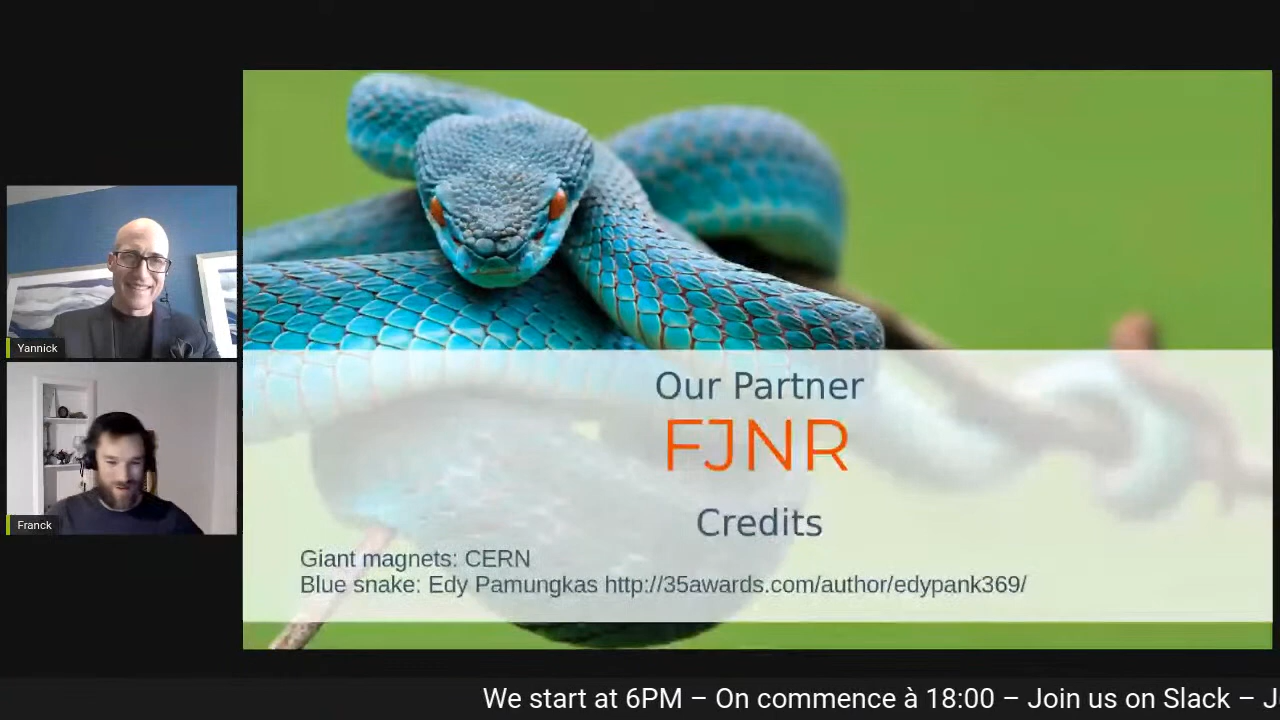 Yannick
Franck
Our Partner
FJNR
Credits
Giant magnets: CERN
Blue snake: Edy Pamungkas http://35awards.com/author/edypank369/
We start at 6PM – On commence à 18:00 – Join us on Slack – J